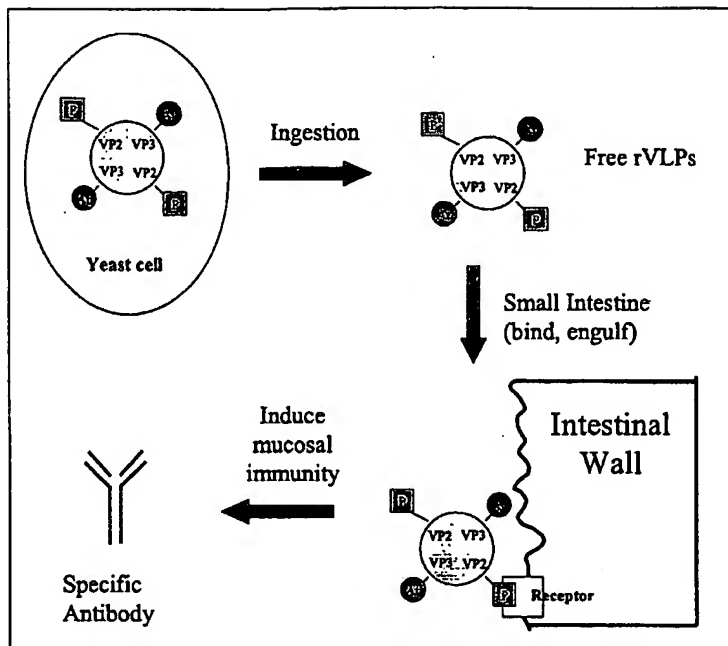 P
VP2 VP3
VP3 VP2
P
Yeast cell
Ingestion
P
VP2 VP3
VP3 VP2
P
Free rVLPs
Small Intestine
(bind, engulf)
Intestinal
Wall
Induce
mucosal
immunity
P
VP2 VP3
VP3 VP2
P
Receptor
Specific
Antibody